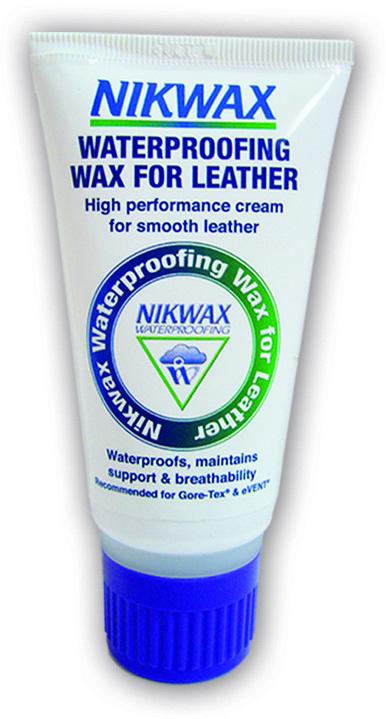 NIKWAX
WATERPROOFING
WAX FOR LEATHER
High performance cream
for smooth leather
Nikwax Waterproofing Wax for Leather
NIKWAX
WATERPROOFING
Waterproofs, maintains
support & breathability
Recommended for Gore-Tex® & eVENT®